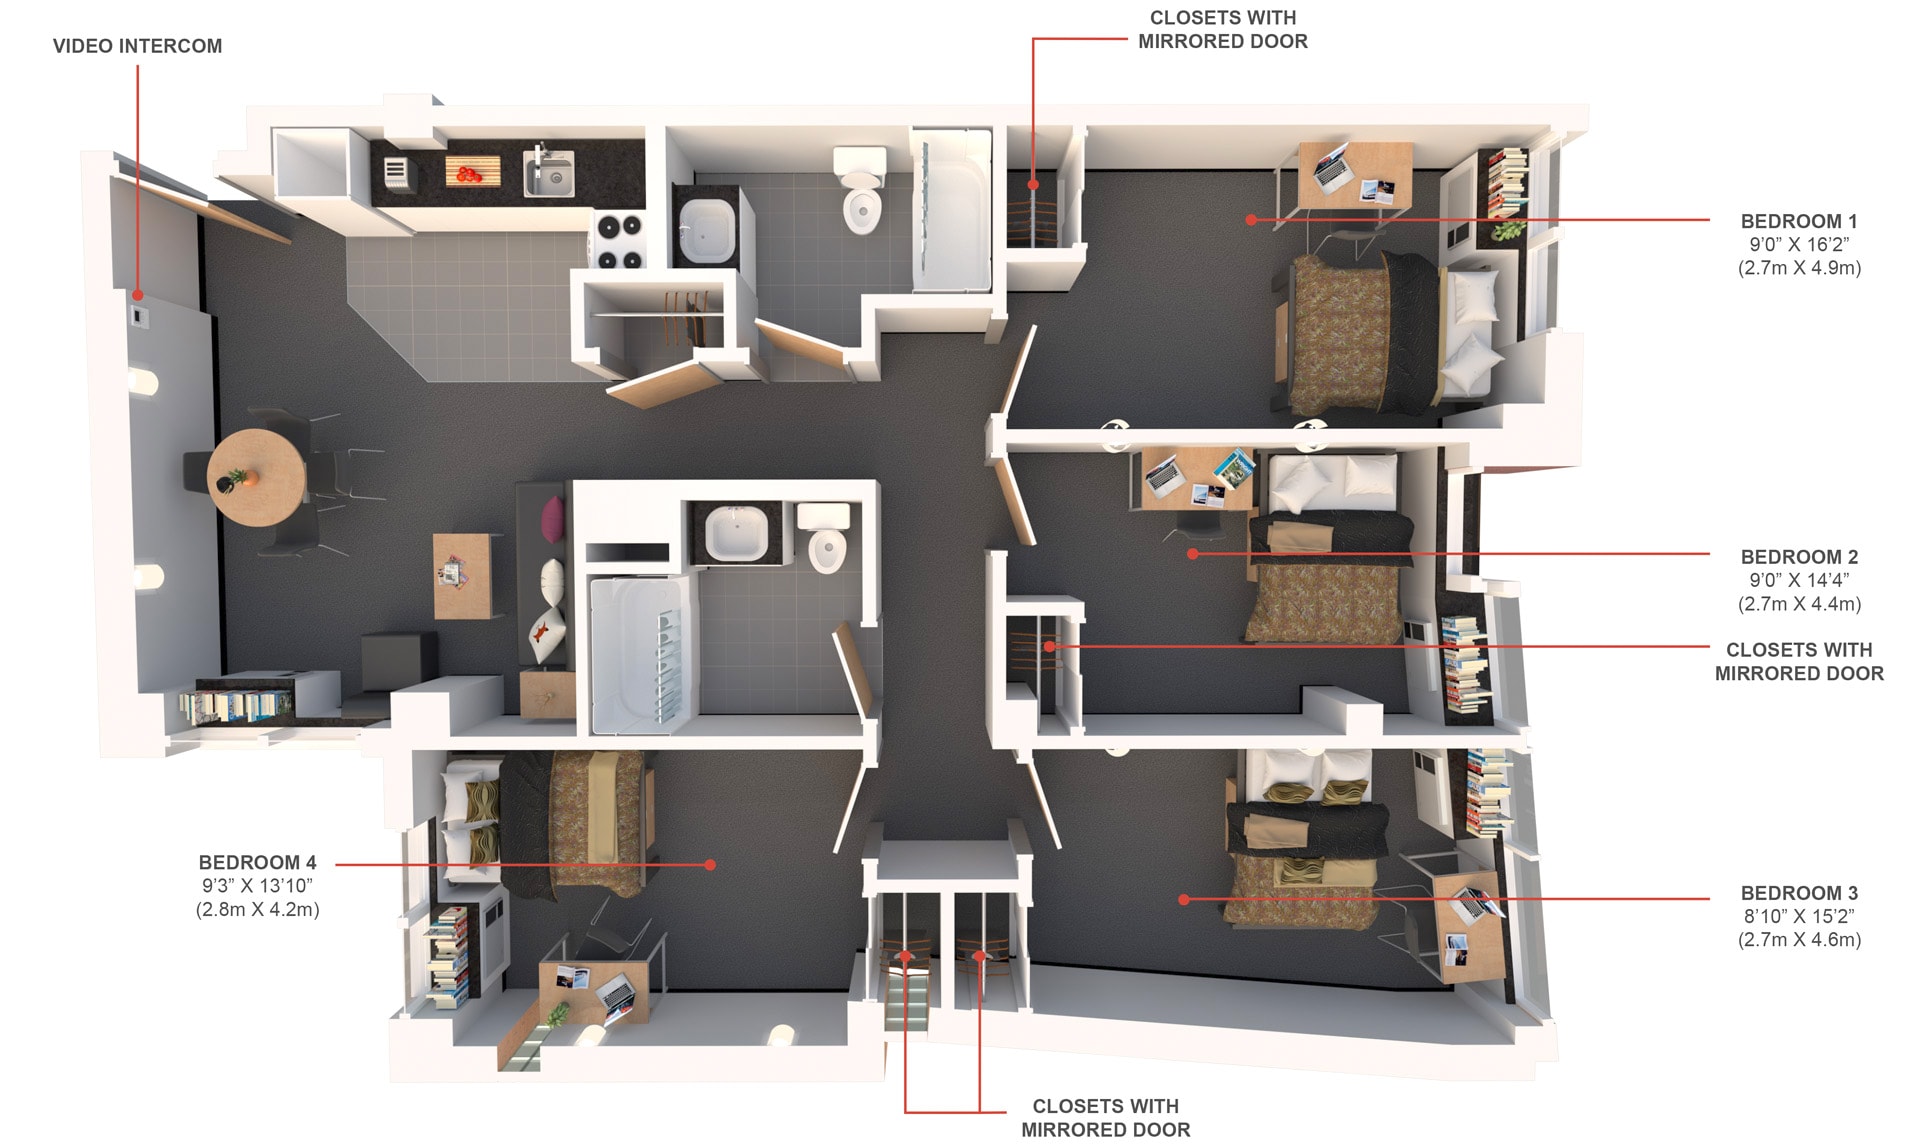 CLOSETS WITH
MIRRORED DOOR
VIDEO INTERCOM
BEDROOM 1
9’0” X 16’2”
(2.7m X 4.9m)
BEDROOM 2
9’0” X 14’4”
(2.7m X 4.4m)
CLOSETS WITH
MIRRORED DOOR
BEDROOM 4
9’3” X 13’10”
(2.8m X 4.2m)
BEDROOM 3
8’10” X 15’2”
(2.7m X 4.6m)
CLOSETS WITH
MIRRORED DOOR